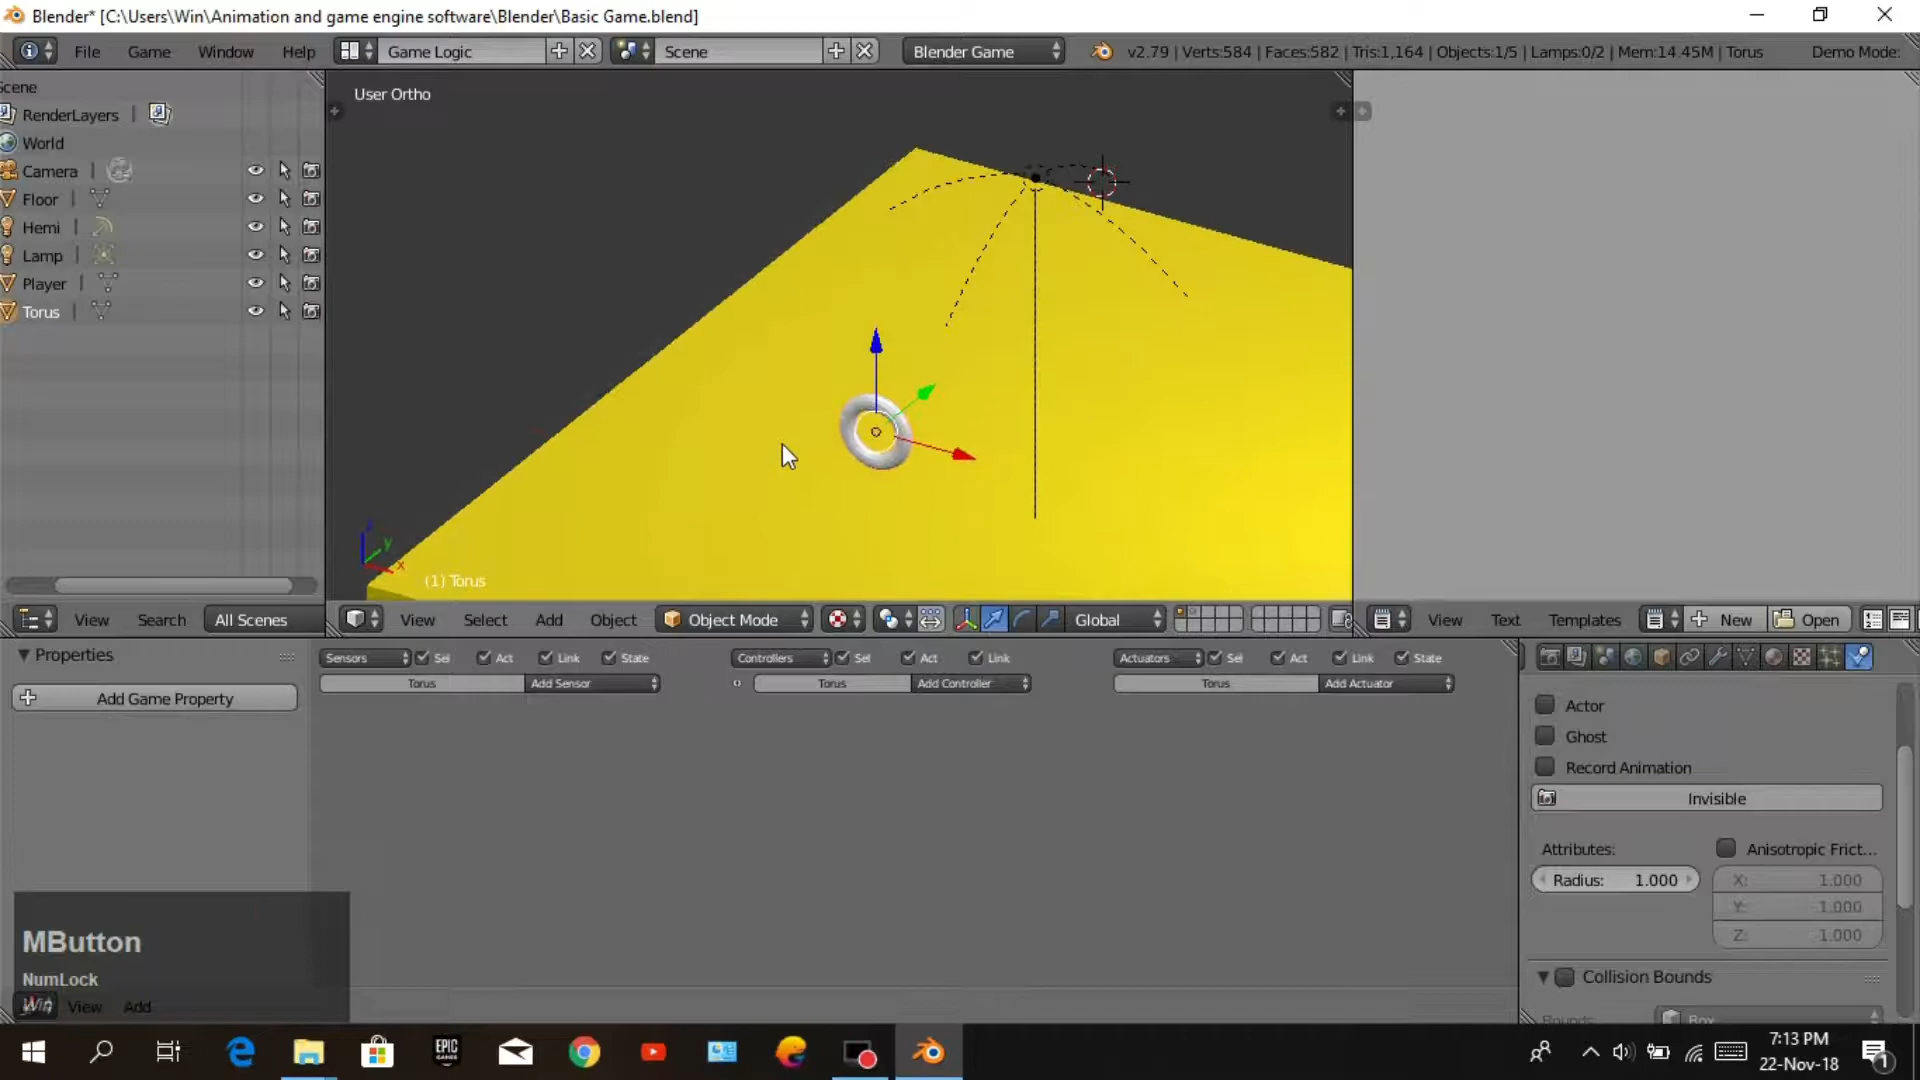 Blender* [C:\Users\Win\Animation and game engine software\Blender\Basic Game.blend]
File Game Window Help Game Logic Scene Blender Game v2.79 | Verts:584 | Faces:582 | Tris:1,164 | Objects:1/5 | Lamps:0/2 | Mem:14.45M | Torus Demo Mode:
Scene
RenderLayers
World
Camera
Floor
Hemi
Lamp
Player
Torus
User Ortho
z
y
x
(1) Torus
View Search All Scenes
View Select Add Object Object Mode Global
View Text Templates New Open
Properties
Add Game Property
Sensors Sel Act Link State
Torus Add Sensor
Controllers Sel Act Link
Torus Add Controller
Actuators Sel Act Link State
Torus Add Actuator
Actor
Ghost
Record Animation
Invisible
Attributes:
Radius: 1.000
Anisotropic Frict...
X: 1.000
Y: 1.000
Z: 1.000
Collision Bounds
Bounds: Box
MButton
NumLock
Win View Add
EPIC GAMES
7:13 PM
22-Nov-18
1